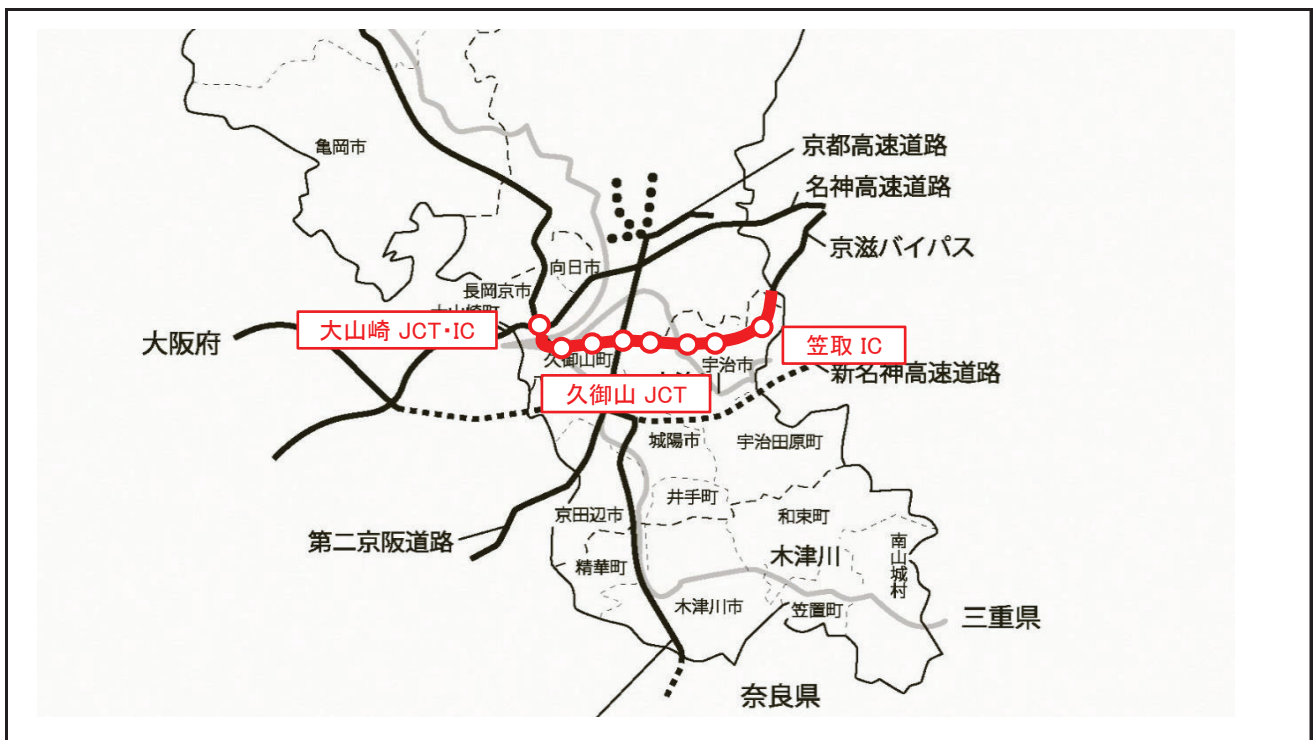 亀岡市
京都高速道路
名神高速道路
京滋バイパス
向日市
長岡京市
大阪府
大山崎 JCT・IC
笠取 IC
久御山町
宇治市
新名神高速道路
久御山 JCT
城陽市
宇治田原町
井手町
京田辺市
和束町
第二京阪道路
木津川
南山城村
精華町
木津川市
笠置町
三重県
奈良県